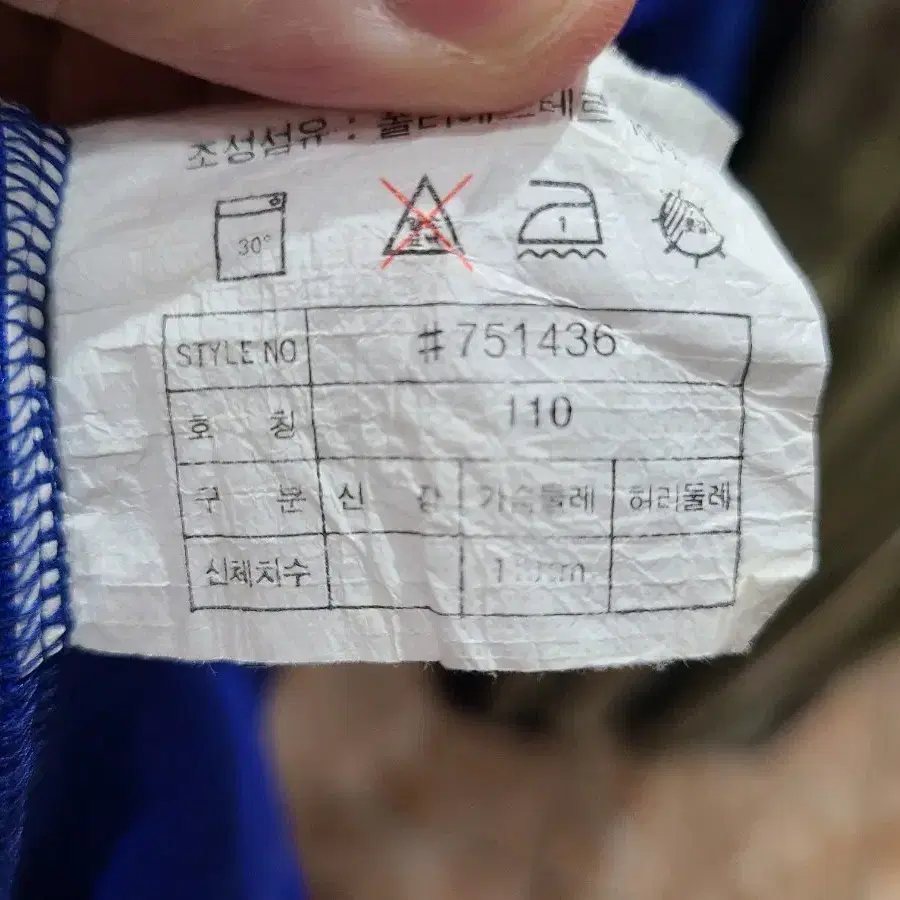 조성섬유 : 폴리에스테르
30°
1
STYLE NO #751436
호 칭 110
구 분 신 장 가슴둘레 허리둘레
신체치수